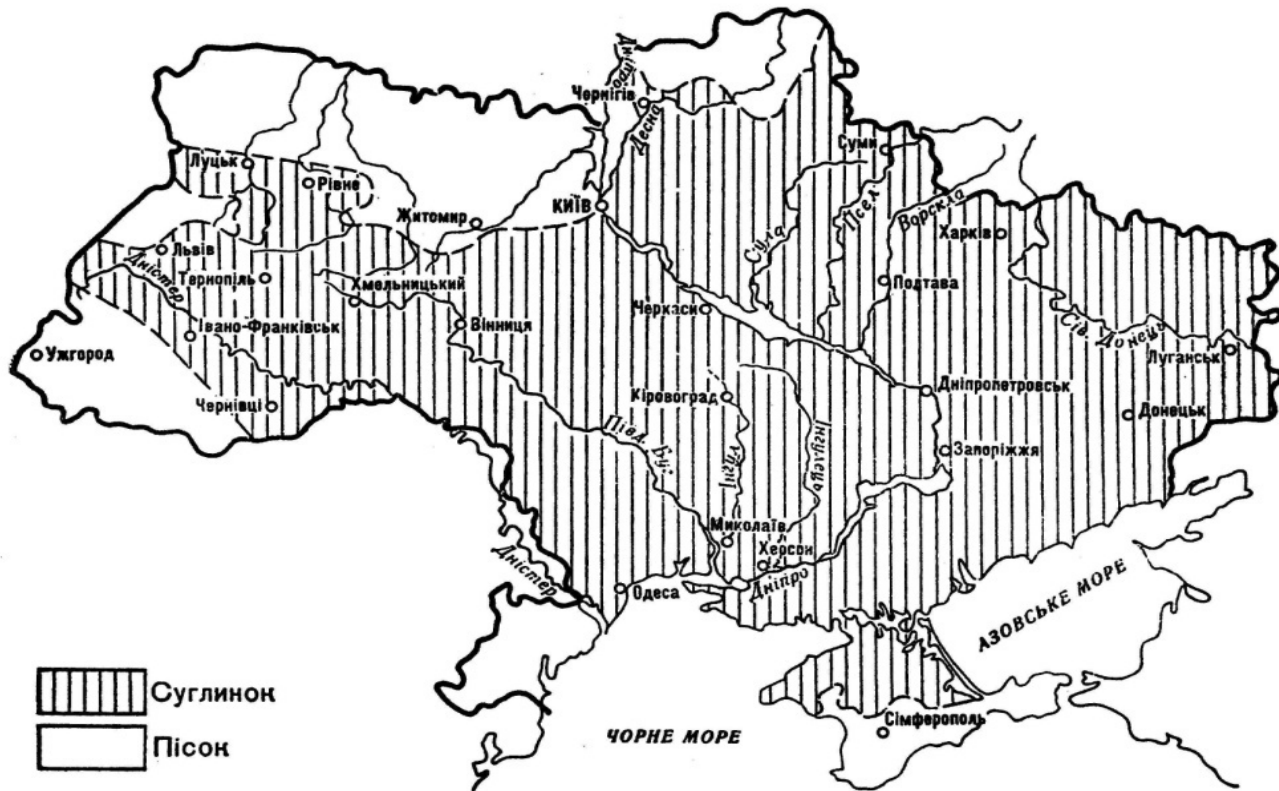 Дніпро
Чорнігів
Десна
Суми
Луцьк
Рівне
Житомир
КИЇВ
Псел
Ворскла
Сула
Харків
Львів
Дністер
Тернопіль
Хмельницький
Полтава
Черкаси
Івано-Франківськ
Вінниця
Сів. Донець
Луганськ
Ужгород
Чернівці
Кіровоград
Дніпропетровськ
Донецьк
Півд. Буг
Інгул
Інгулець
Запоріжжя
Миколаїв
Херсон
Дністер
Одеса
Дніпро
АЗОВСЬКЕ МОРЕ
Суглинок
Пісок
ЧОРНЕ МОРЕ
Сімферополь